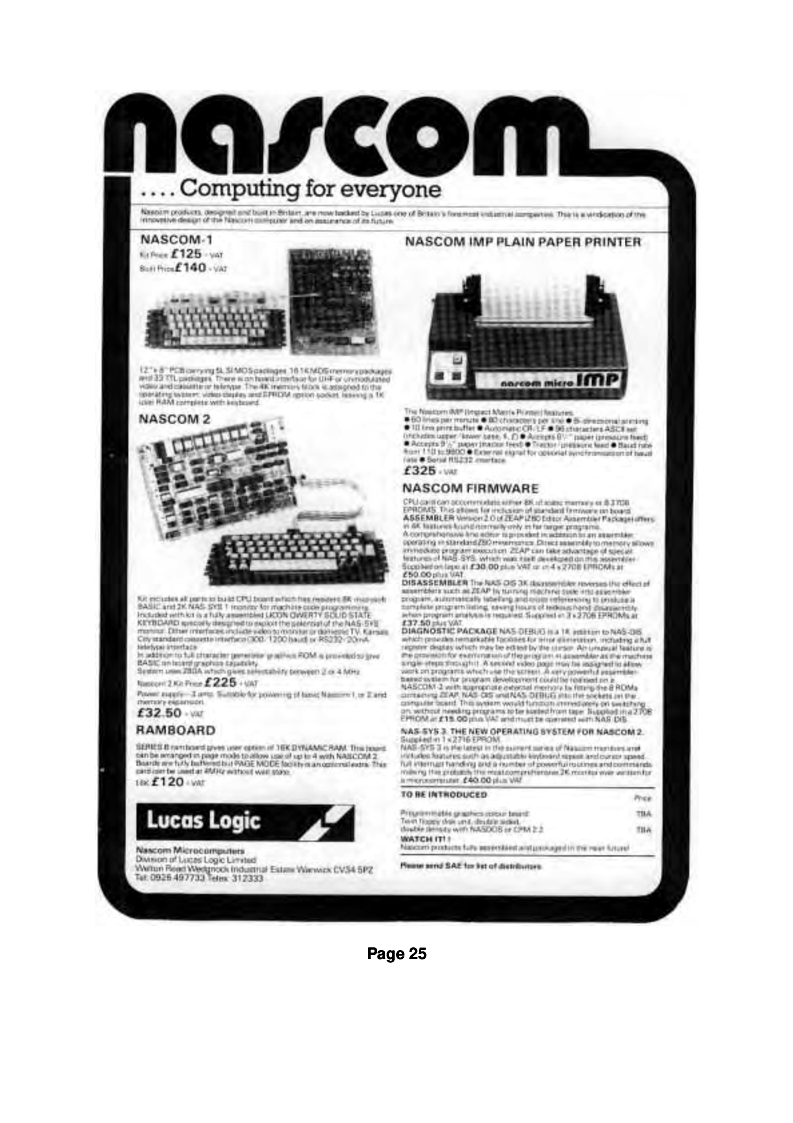 nascom
.... Computing for everyone
Nascom products, designed and built in Britain, are now backed by Lucas one of Britain's foremost industrial companies. This is a vindication of the
innovative design of the Nascom computer and an assurance of its future.
NASCOM-1
Kit Price £125 + VAT
Built Price £140 + VAT
12" x 8" PCB carrying 5L SI MOS packages, 16 1K MOS memory packages
and 33 TTL packages. There is on board interface for UHF or unmodulated
video and cassette or teletype. The 4K memory block is assigned to the
operating system, video display and EPROM option socket, leaving a 1K
user RAM complete with keyboard.
NASCOM 2
Kit includes all parts to build CPU board which has resident 8K microsoft
BASIC and 2K NAS-SYS 1 monitor for machine code programming.
Included with kit is a fully assembled LICON QWERTY SOLID STATE
KEYBOARD specially designed to exploit the potential of the NAS-SYS
monitor. Other interfaces include video to monitor or domestic TV, Kansas
City standard cassette interface (300/1200 baud) or RS232/20mA
teletype interface.
In addition to full character generator graphics ROM is provided to give
BASIC on board graphics capability.
System uses Z80A which gives selectability between 2 or 4 MHz.
Nascom 2 Kit Price £225 + VAT
Power supply - 3 amp. Suitable for powering of basic Nascom 1, or 2 and
memory expansion.
£32.50 + VAT
RAMBOARD
SERIES B ramboard gives user option of 16K DYNAMIC RAM. This board
can be arranged in page mode to allow use of up to 4 with NASCOM 2.
Boards are fully buffered but PAGE MODE facility is an optional extra. This
card can be used at 4MHz without wait state.
16K £120 + VAT
Lucas Logic
Nascom Microcomputers
Division of Lucas Logic Limited
Welton Road Wedgnock Industrial Estate Warwick CV34 5PZ
Tel: 0926 497733 Telex: 312333
NASCOM IMP PLAIN PAPER PRINTER
nascom micro IMP
The Nascom IMP (Impact Matrix Printer) features
● 60 lines per minute ● 80 characters per line ● Bi-directional printing
● 10 line print buffer ● Automatic CR/LF ● 96 characters ASCII set
(includes upper/lower case, $, £) ● Accepts 8½" paper (pressure feed)
● Accepts 9½" paper (tractor feed) ● Tractor/pressure feed ● Baud rate
from 110 to 9600 ● External signal for optional synchronisation of baud
rate ● Serial RS232 interface
£325 + VAT
NASCOM FIRMWARE
CPU card can accommodate either 8K of static memory or 8 2708
EPROMS. This allows for inclusion of standard firmware on board.
ASSEMBLER Version 2.0 of ZEAP (Z80 Editor Assembler Package) offers
in 4K features found normally only in far larger programs.
A comprehensive line editor is provided in addition to an assembler
operating in standard Z80 mnemonics. Direct assembly to memory allows
immediate program execution. ZEAP can take advantage of special
features of NAS-SYS, which was itself developed on this assembler.
Supplied on tape at £30.00 plus VAT or in 4 x 2708 EPROMs at
£50.00 plus VAT.
DISASSEMBLER The NAS-DIS 3K disassembler reverses the effect of
assemblers such as ZEAP by turning machine code into assembler
program, automatically labelling and cross referencing to produce a
complete program listing, saving hours of tedious hand disassembly
when program analysis is required. Supplied in 3 x 2708 EPROMs at
£37.50 plus VAT.
DIAGNOSTIC PACKAGE NAS-DEBUG is a 1K addition to NAS-DIS
which provides remarkable facilities for error elimination, including a full
register display which may be edited by the cursor. An unusual feature is
the provision for examination of the program in assembler as the machine
single-steps through it. A second video page may be assigned to allow
work on programs which use the screen. A very powerful assembler
based system for program development could be realised on a
NASCOM-2 with appropriate external memory by fitting the 8 ROMs
containing ZEAP, NAS-DIS and NAS-DEBUG into the sockets on the
computer board. This system would function immediately on switching
on, without needing programs to be loaded from tape. Supplied in a 2708
EPROM at £15.00 plus VAT and must be operated with NAS-DIS.
NAS-SYS 3. THE NEW OPERATING SYSTEM FOR NASCOM 2.
Supplied in 1 x 2716 EPROM.
NAS-SYS 3 is the latest in the current series of Nascom monitors and
includes features such as adjustable keyboard repeat and cursor speed,
full interrupt handling and a number of powerful routines and commands
making this probably the most comprehensive 2K monitor ever written for
a microcomputer. £40.00 plus VAT
TO BE INTRODUCED
Price
Programmable graphics colour board TBA
Twin floppy disk unit, double sided,
double density with NASDOS or CPM 2.2 TBA
WATCH IT!!
Nascom products fully assembled and packaged in the near future!
Please send SAE for list of distributors.
Page 25